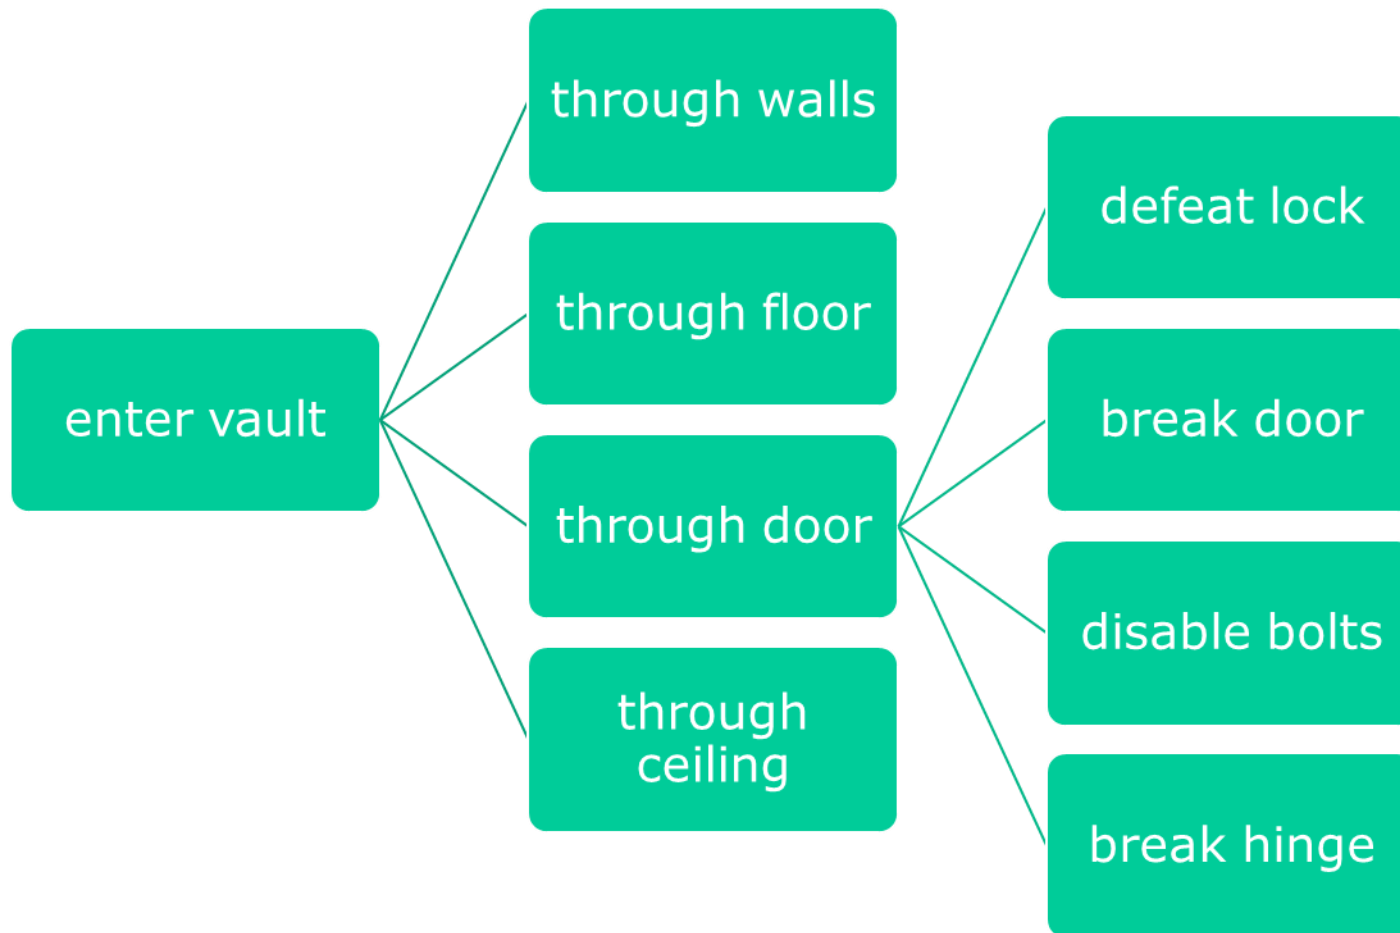 enter vault
through walls
through floor
through door
through
ceiling
defeat lock
break door
disable bolts
break hinge